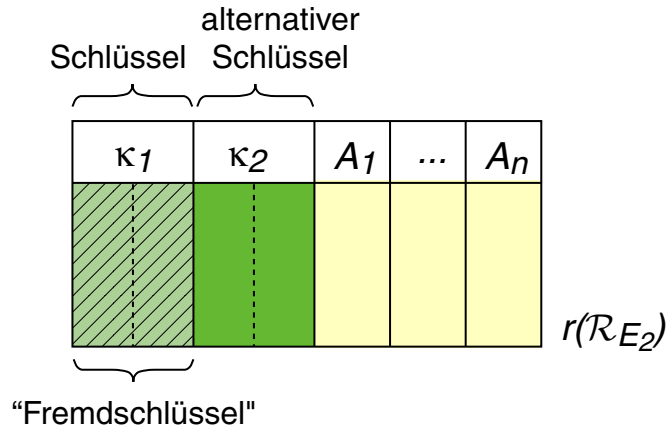 alternativer
Schlüssel Schlüssel
κ1 κ2 A1 ... An
r(ℛE2)
“Fremdschlüssel"